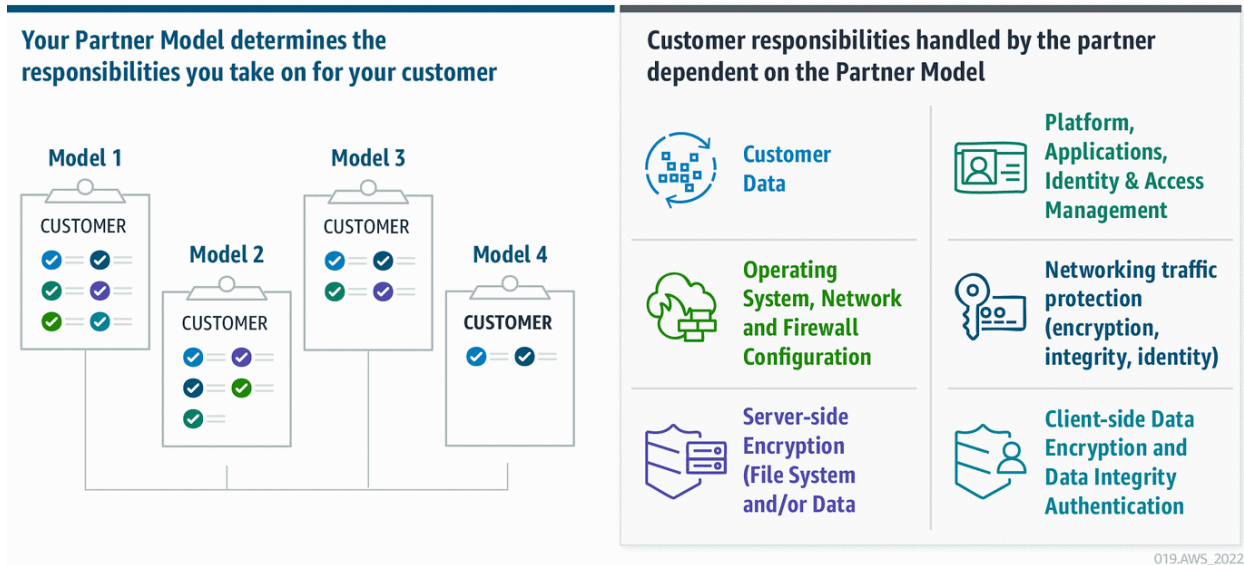 Your Partner Model determines the
responsibilities you take on for your customer
Model 1
CUSTOMER
Model 2
CUSTOMER
Model 3
CUSTOMER
Model 4
CUSTOMER
Customer responsibilities handled by the partner
dependent on the Partner Model
Customer
Data
Platform,
Applications,
Identity & Access
Management
Operating
System, Network
and Firewall
Configuration
Networking traffic
protection
(encryption,
integrity, identity)
Server-side
Encryption
(File System
and/or Data
Client-side Data
Encryption and
Data Integrity
Authentication
019.AWS_2022